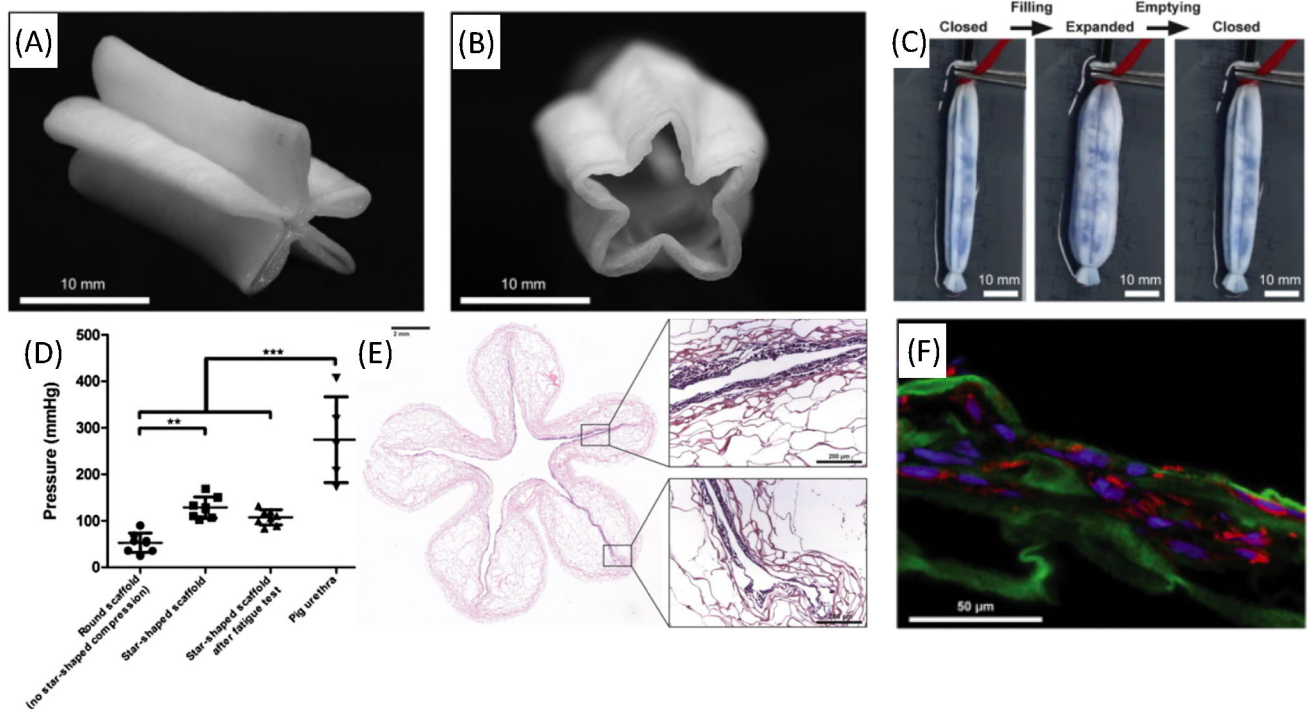 (A)
10 mm
(B)
10 mm
Filling
Emptying
Closed
Expanded
Closed
(C)
10 mm
10 mm
10 mm
(D)
Pressure (mmHg)
500
400
300
200
100
0
**
***
Round scaffold
(no star-shaped compression)
Star-shaped scaffold
Star-shaped scaffold
after fatigue test
Pig urethra
(E)
2 mm
200 µm
(F)
50 µm